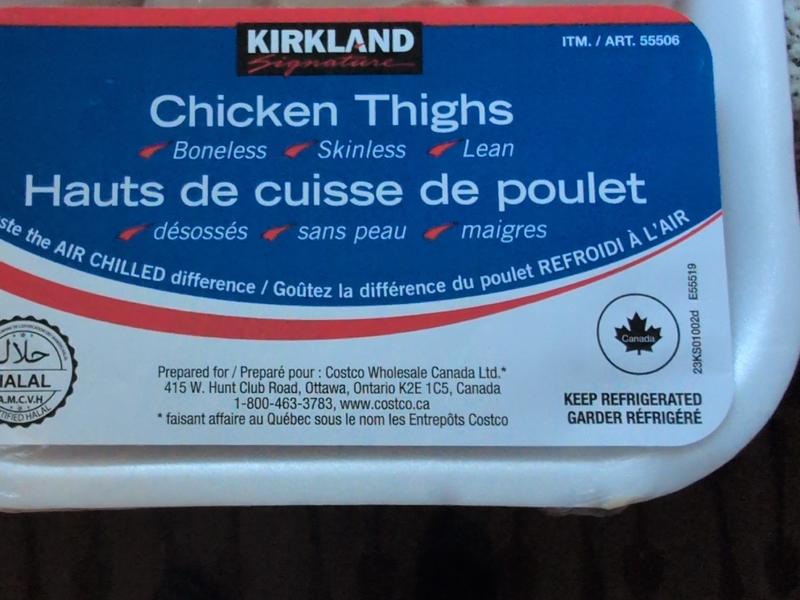 KIRKLAND
Signature
ITM. / ART. 55506
Chicken Thighs
Boneless Skinless Lean
Hauts de cuisse de poulet
désossés sans peau maigres
the AIR CHILLED difference / Goûtez la différence du poulet REFROIDI À L'AIR
23KS01002d E55519
Canada
حلال
HALAL
A.M.C.V.H
HALAL
Prepared for / Preparé pour : Costco Wholesale Canada Ltd.*
415 W. Hunt Club Road, Ottawa, Ontario K2E 1C5, Canada
1-800-463-3783, www.costco.ca
* faisant affaire au Québec sous le nom les Entrepôts Costco
KEEP REFRIGERATED
GARDER RÉFRIGÉRÉ